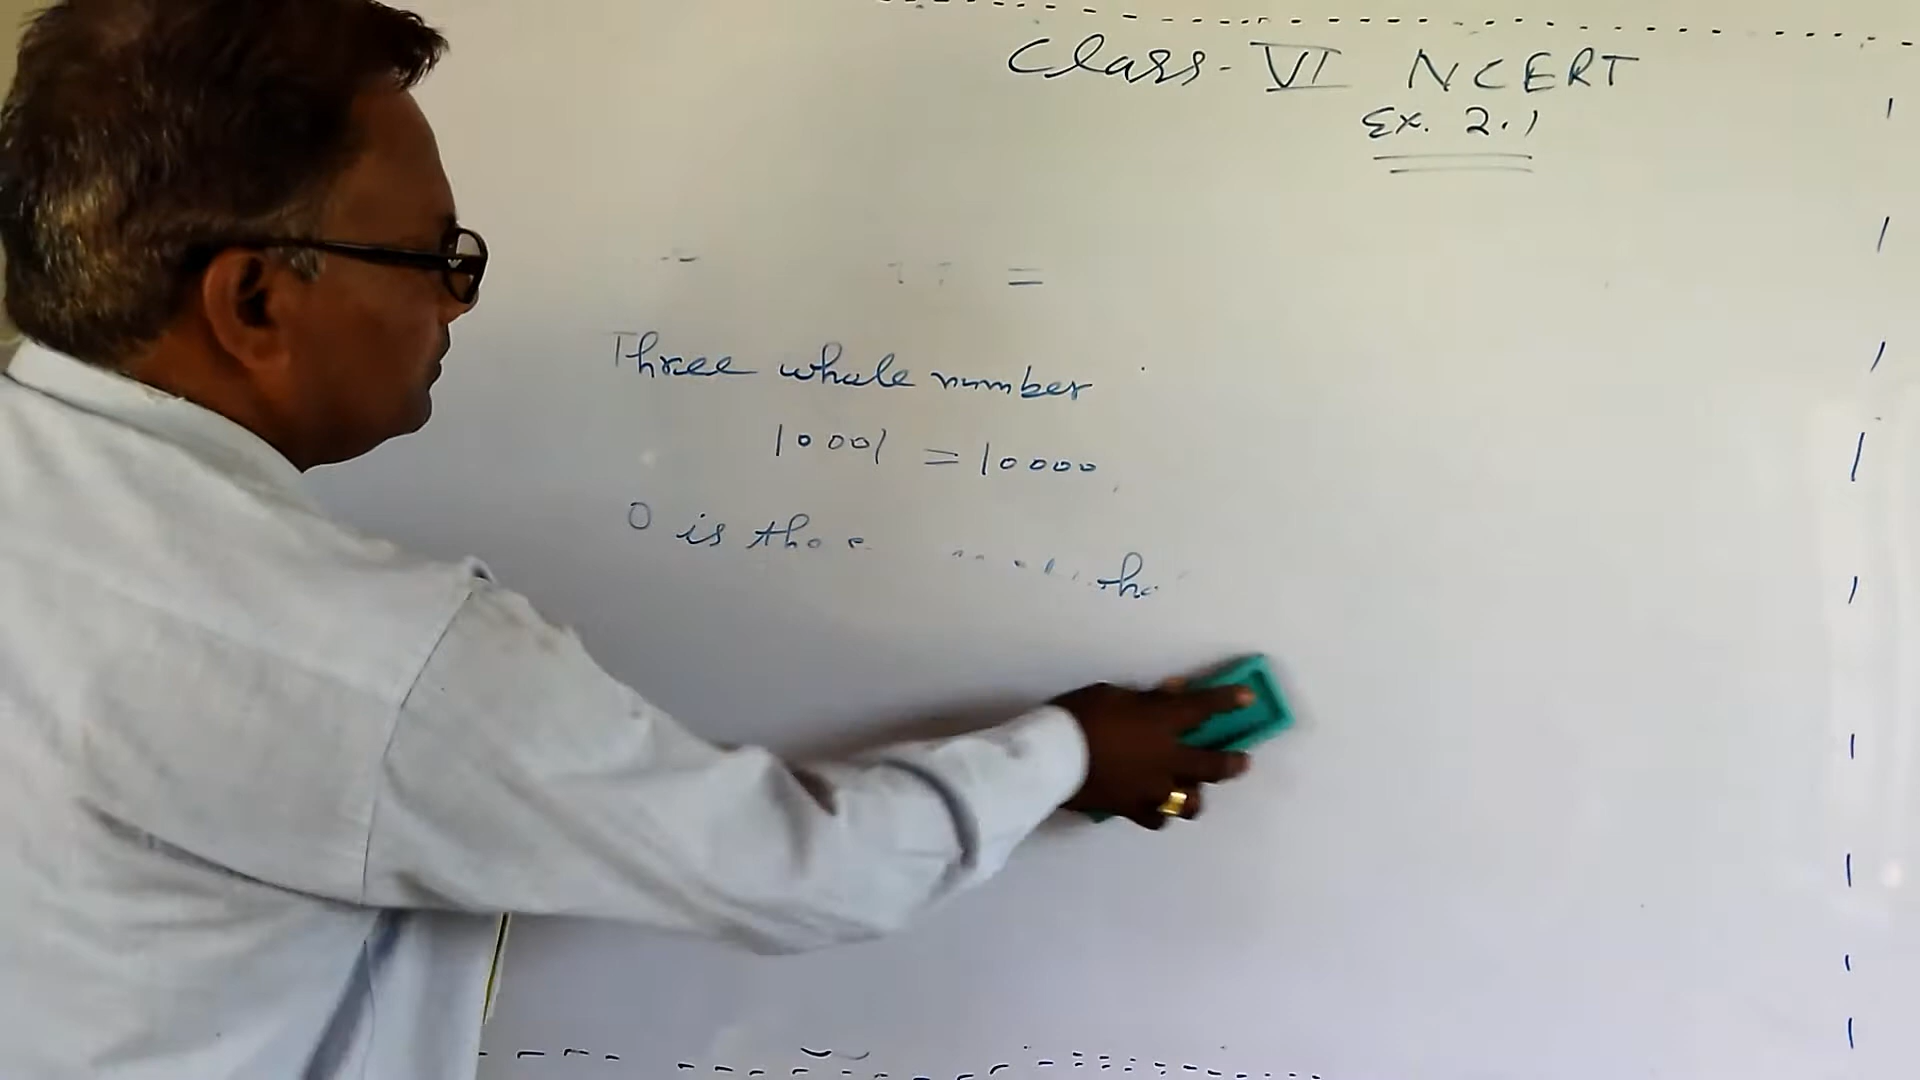 Class-VI NCERT
Ex. 2.1
=
Three whole number
10001 = 10000
0 is the